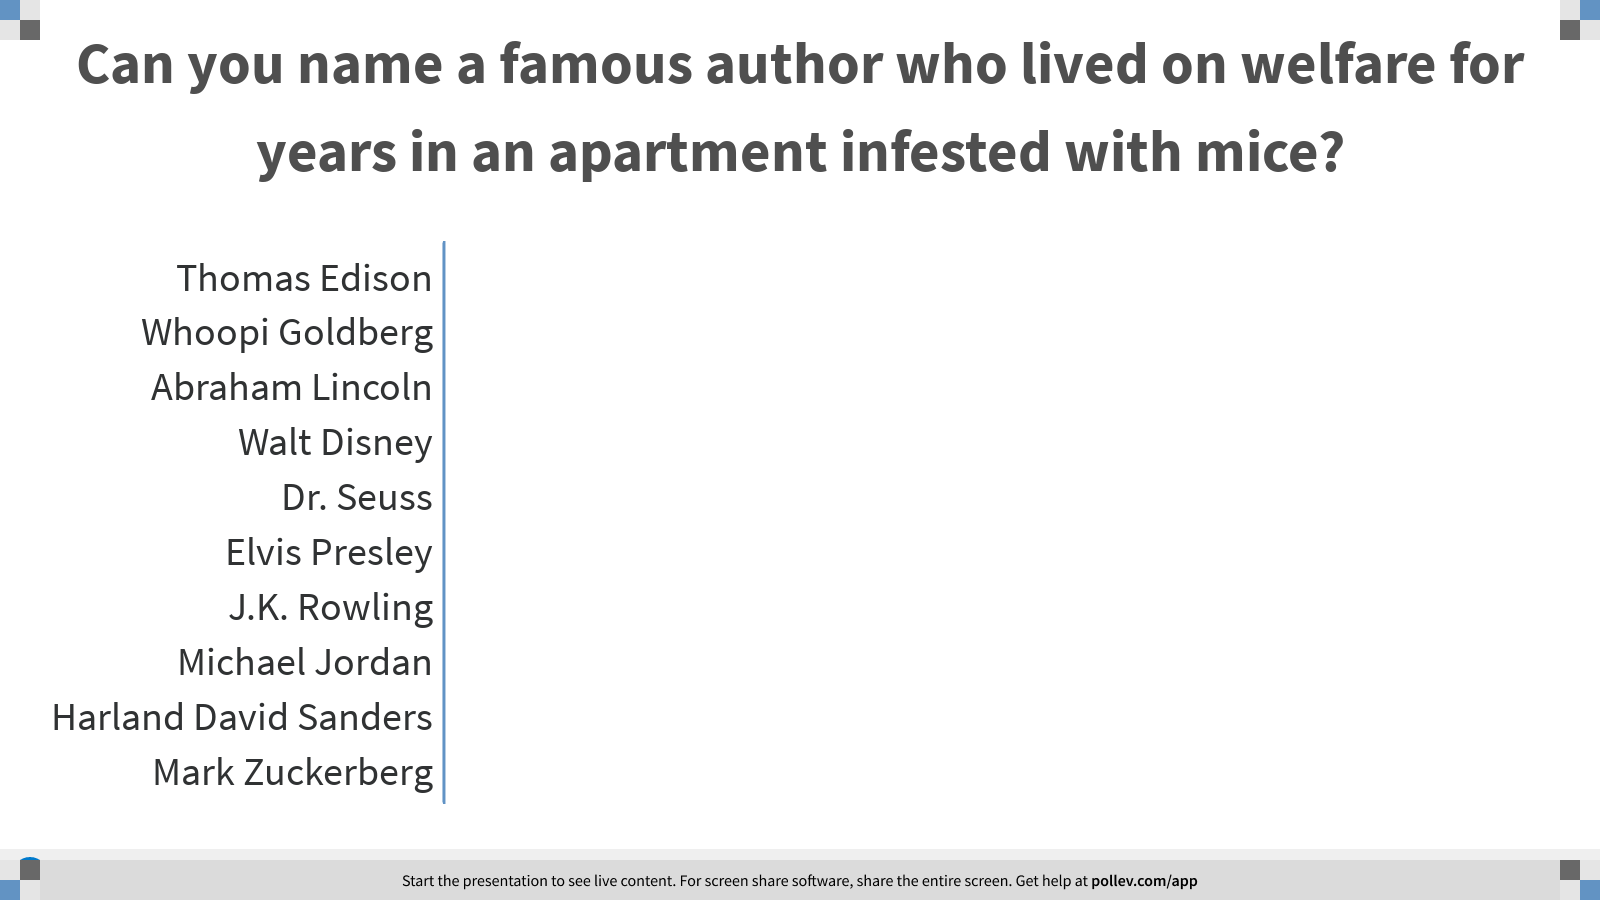 Can you name a famous author who lived on welfare for
years in an apartment infested with mice?
Thomas Edison
Whoopi Goldberg
Abraham Lincoln
Walt Disney
Dr. Seuss
Elvis Presley
J.K. Rowling
Michael Jordan
Harland David Sanders
Mark Zuckerberg
Start the presentation to see live content. For screen share software, share the entire screen. Get help at pollev.com/app